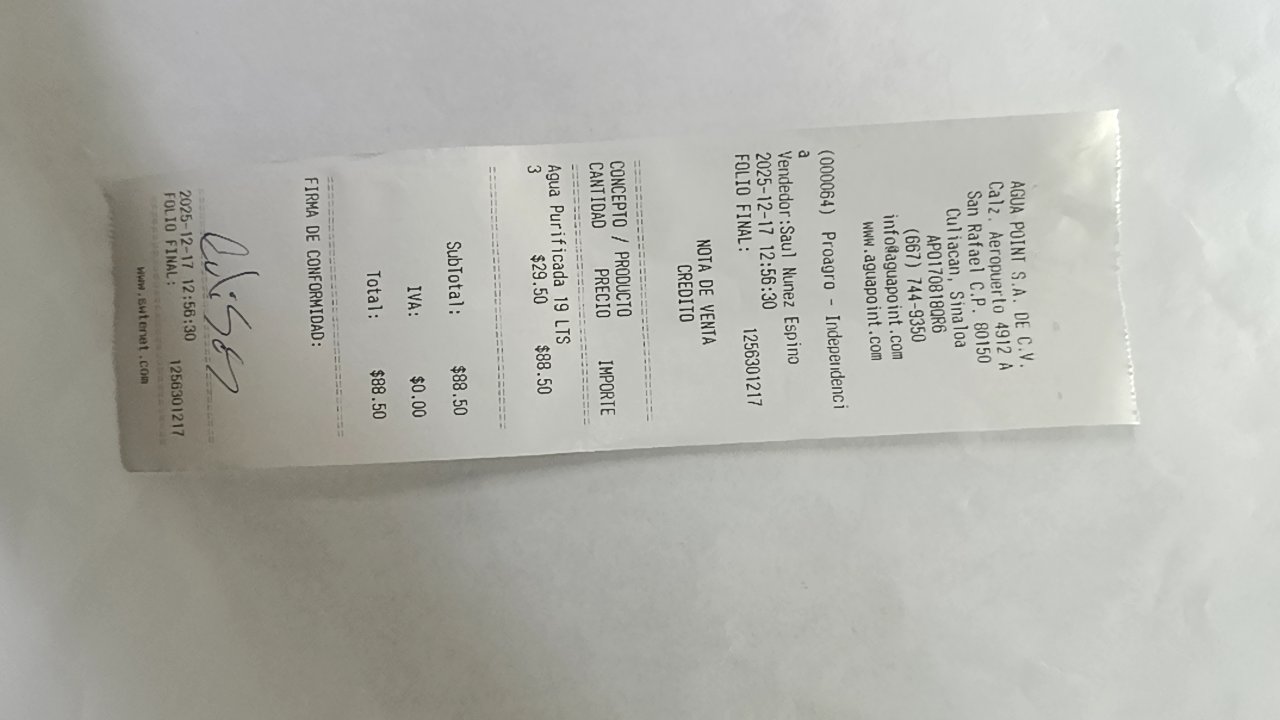 AGUA POINT S.A. DE C.V.
Calz. Aeropuerto 4912 A
San Rafael C.P. 80150
Culiacan, Sinaloa
APO170818QR6
(667) 744-9350
info@aguapoint.com
www.aguapoint.com
(000064) Proagro - Independenci
a
Vendedor:Saul Nunez Espino
2025-12-17 12:56:30
FOLIO FINAL: 1256301217
NOTA DE VENTA
CREDITO
CONCEPTO / PRODUCTO
CANTIDAD PRECIO IMPORTE
Agua Purificada 19 LTS
3 $29.50 $88.50
SubTotal: $88.50
IVA: $0.00
Total: $88.50
FIRMA DE CONFORMIDAD:
2025-12-17 12:56:30
FOLIO FINAL: 1256301217
www.swternet.com